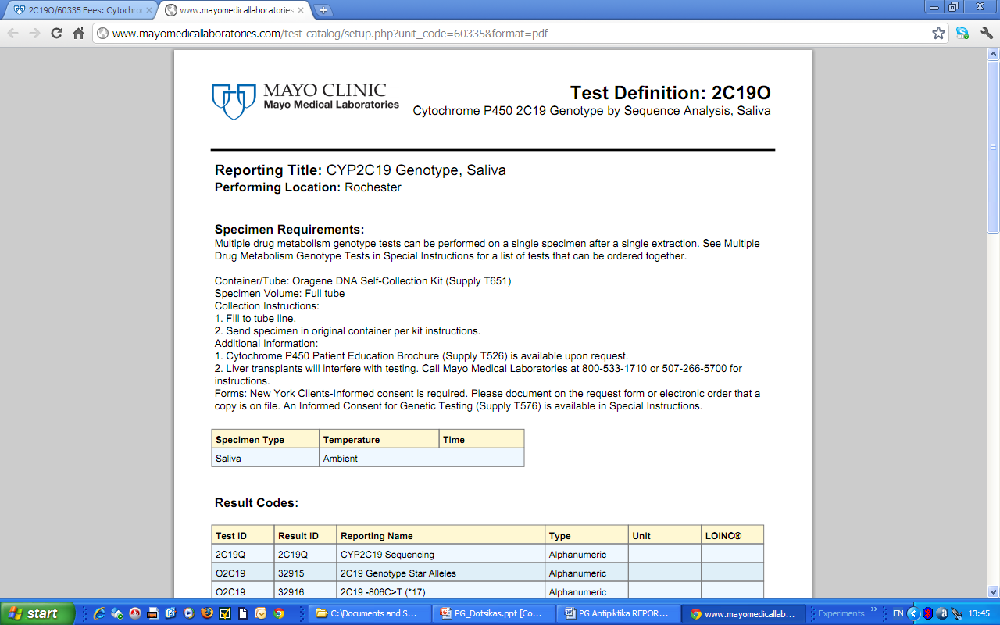 2C19O/60335 Fees: Cytochro
www.mayomedicallaboratories
www.mayomedicallaboratories.com/test-catalog/setup.php?unit_code=60335&format=pdf
MAYO CLINIC
Mayo Medical Laboratories
Test Definition: 2C19O
Cytochrome P450 2C19 Genotype by Sequence Analysis, Saliva
Reporting Title: CYP2C19 Genotype, Saliva
Performing Location: Rochester
Specimen Requirements:
Multiple drug metabolism genotype tests can be performed on a single specimen after a single extraction. See Multiple
Drug Metabolism Genotype Tests in Special Instructions for a list of tests that can be ordered together.
Container/Tube: Oragene DNA Self-Collection Kit (Supply T651)
Specimen Volume: Full tube
Collection Instructions:
1. Fill to tube line.
2. Send specimen in original container per kit instructions.
Additional Information:
1. Cytochrome P450 Patient Education Brochure (Supply T526) is available upon request.
2. Liver transplants will interfere with testing. Call Mayo Medical Laboratories at 800-533-1710 or 507-266-5700 for
instructions.
Forms: New York Clients-Informed consent is required. Please document on the request form or electronic order that a
copy is on file. An Informed Consent for Genetic Testing (Supply T576) is available in Special Instructions.
Specimen Type Temperature Time
Saliva Ambient
Result Codes:
Test ID Result ID Reporting Name Type Unit LOINC®
2C19Q 2C19Q CYP2C19 Sequencing Alphanumeric
O2C19 32915 2C19 Genotype Star Alleles Alphanumeric
O2C19 32916 2C19 -806C>T (*17) Alphanumeric
start C:\Documents and S... PG_Dotsikas.ppt [Co... PG Antipiktika REPOR... www.mayomedicallab... Experiments » EN 13:45